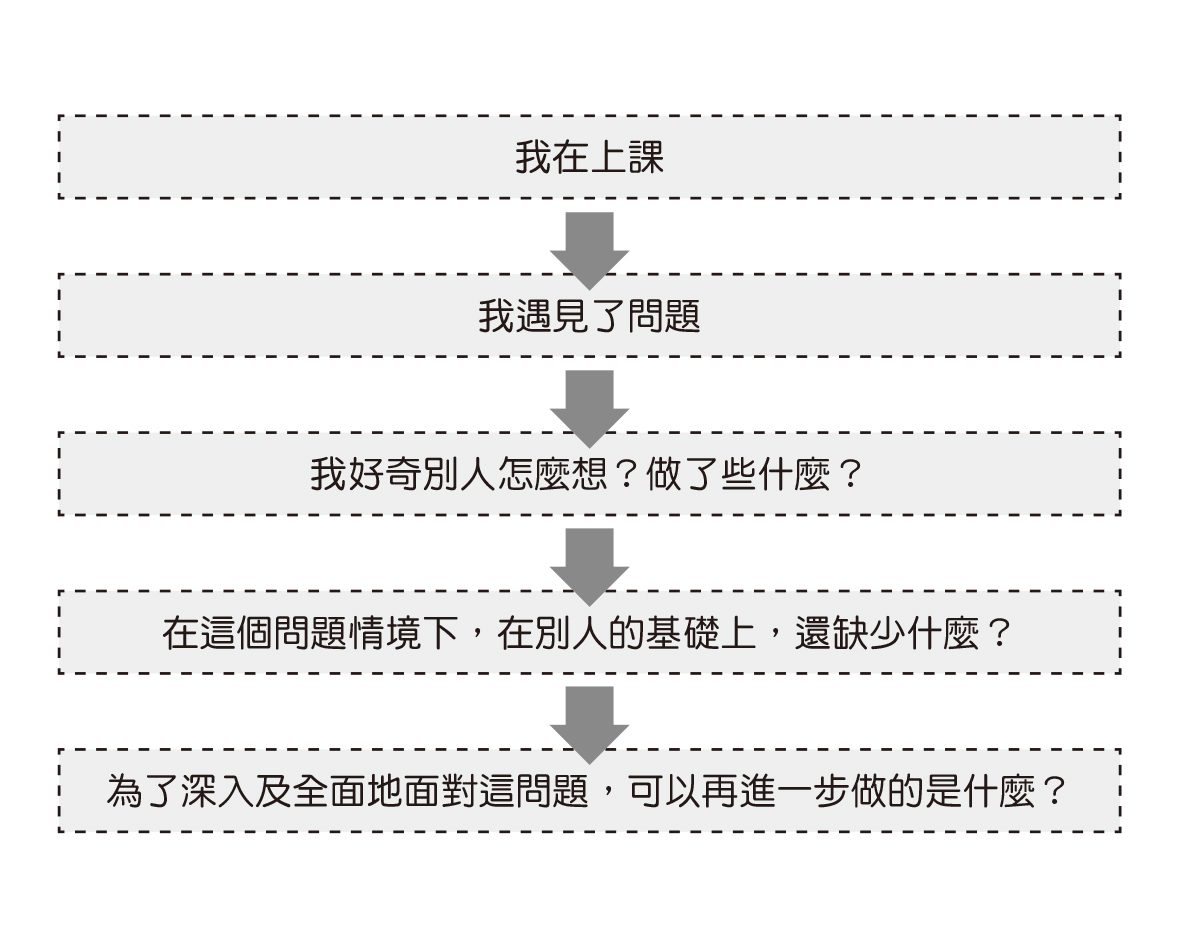 我在上課
我遇見了問題
我好奇別人怎麼想？做了些什麼？
在這個問題情境下，在別人的基礎上，還缺少什麼？
為了深入及全面地面對這問題，可以再進一步做的是什麼？